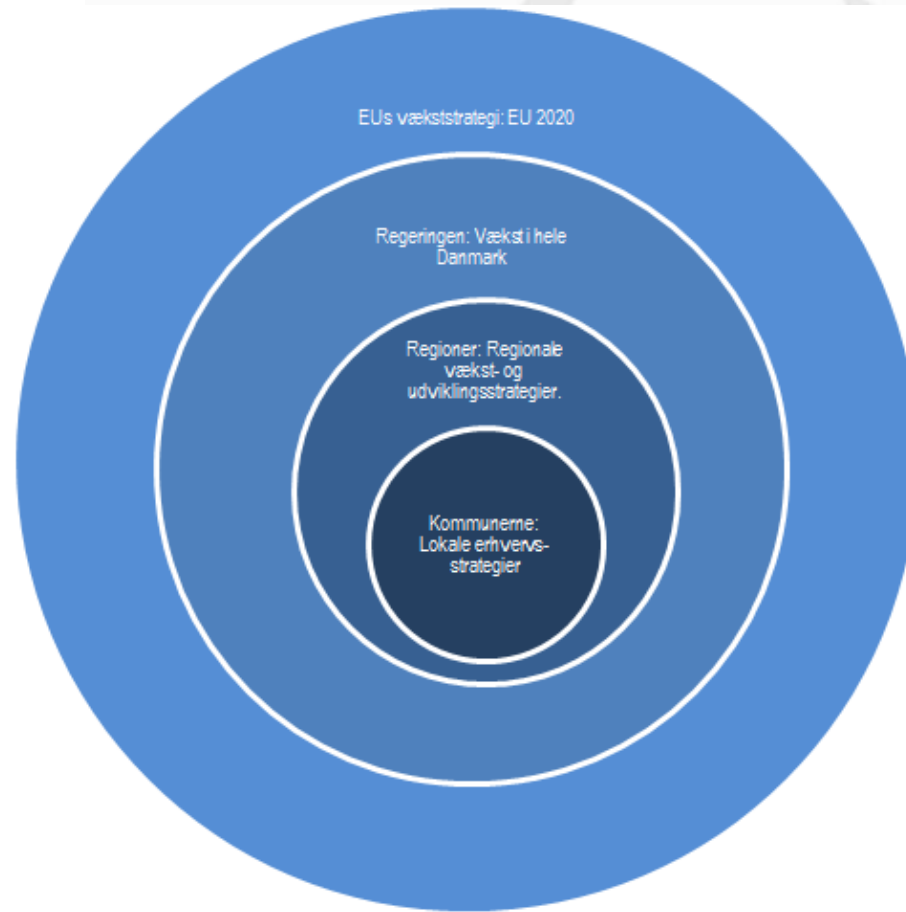 EUs vækststrategi: EU 2020
Regeringen: Vækst i hele
Danmark
Regioner: Regionale
vækst- og
udviklingsstrategier.
Kommunerne:
Lokale erhvervs-
strategier